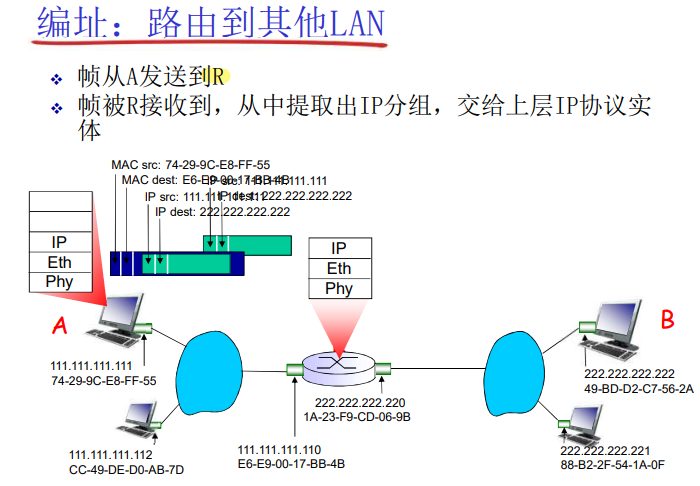 编址：路由到其他LAN
帧从A发送到R
帧被R接收到，从中提取出IP分组，交给上层IP协议实
体
MAC src: 74-29-9C-E8-FF-55
MAC dest: E6-E9-00-17-BB-4B
IP src: 111.111.111.111
IP src: 111.111.111.111
IP dest: 222.222.222.222
IP dest: 222.222.222.222
IP
Eth
Phy
IP
Eth
Phy
A
B
111.111.111.111
74-29-9C-E8-FF-55
222.222.222.222
49-BD-D2-C7-56-2A
222.222.222.220
1A-23-F9-CD-06-9B
111.111.111.112
CC-49-DE-D0-AB-7D
111.111.111.110
E6-E9-00-17-BB-4B
222.222.222.221
88-B2-2F-54-1A-0F